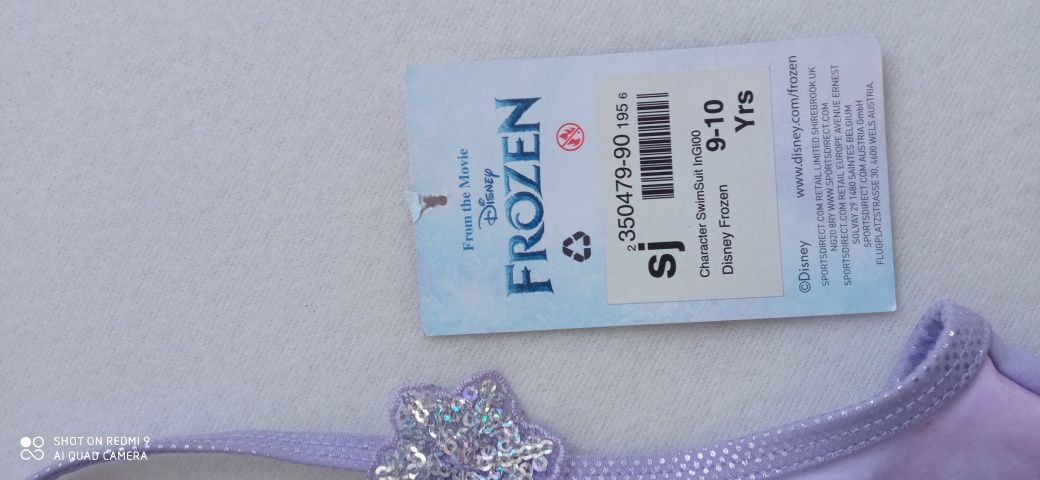 From the Movie
Disney
FROZEN
2 350479-90 195 6
sj
Character SwimSuit InGI00
Disney Frozen
9-10
Yrs
©Disney www.disney.com/frozen
SPORTSDIRECT.COM RETAIL LIMITED SHIREBROOK UK
NG20 8RY WWW.SPORTSDIRECT.COM
SPORTSDIRECT.COM RETAIL EUROPE AVENUE ERNEST
SOLVAY 29 1480 SAINTES BELGIUM
SPORTSDIRECT.COM AUSTRIA GmbH
FLUGPLATZSTRASSE 30, 4600 WELS AUSTRIA.
SHOT ON REDMI 9
AI QUAD CAMERA